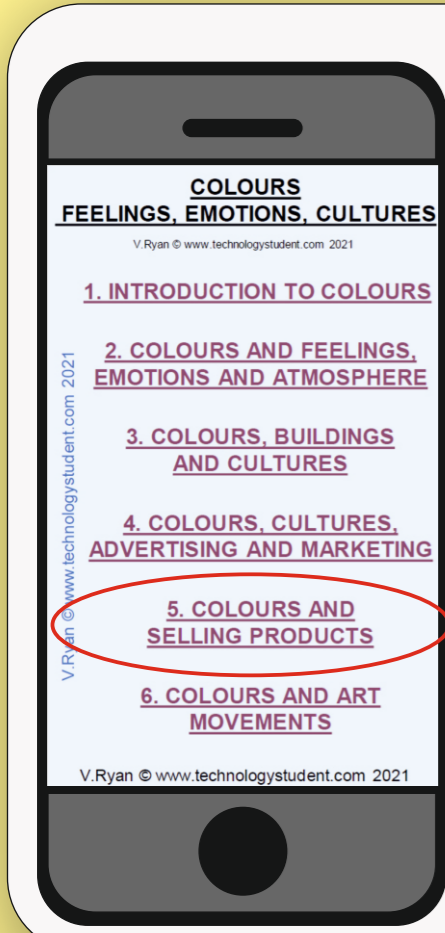 COLOURS
FEELINGS, EMOTIONS, CULTURES
V.Ryan © www.technologystudent.com 2021
1. INTRODUCTION TO COLOURS
2. COLOURS AND FEELINGS,
EMOTIONS AND ATMOSPHERE
3. COLOURS, BUILDINGS
AND CULTURES
4. COLOURS, CULTURES,
ADVERTISING AND MARKETING
5. COLOURS AND
SELLING PRODUCTS
6. COLOURS AND ART
MOVEMENTS
V.Ryan © www.technologystudent.com 2021
V.Ryan © www.technologystudent.com 2021